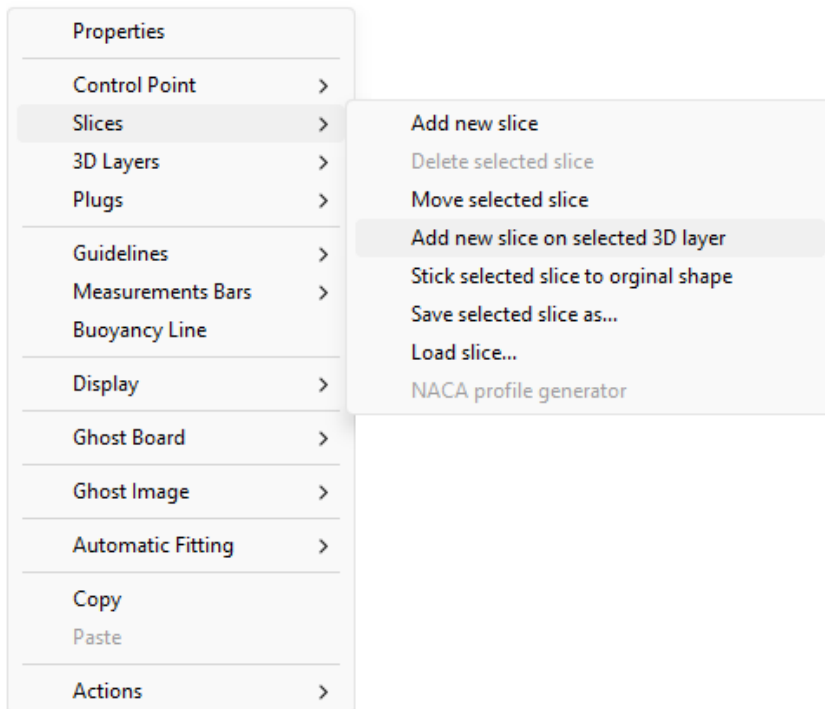 Properties
Control Point
Slices
3D Layers
Plugs
Guidelines
Measurements Bars
Buoyancy Line
Display
Ghost Board
Ghost Image
Automatic Fitting
Copy
Paste
Actions
Add new slice
Delete selected slice
Move selected slice
Add new slice on selected 3D layer
Stick selected slice to orginal shape
Save selected slice as...
Load slice...
NACA profile generator